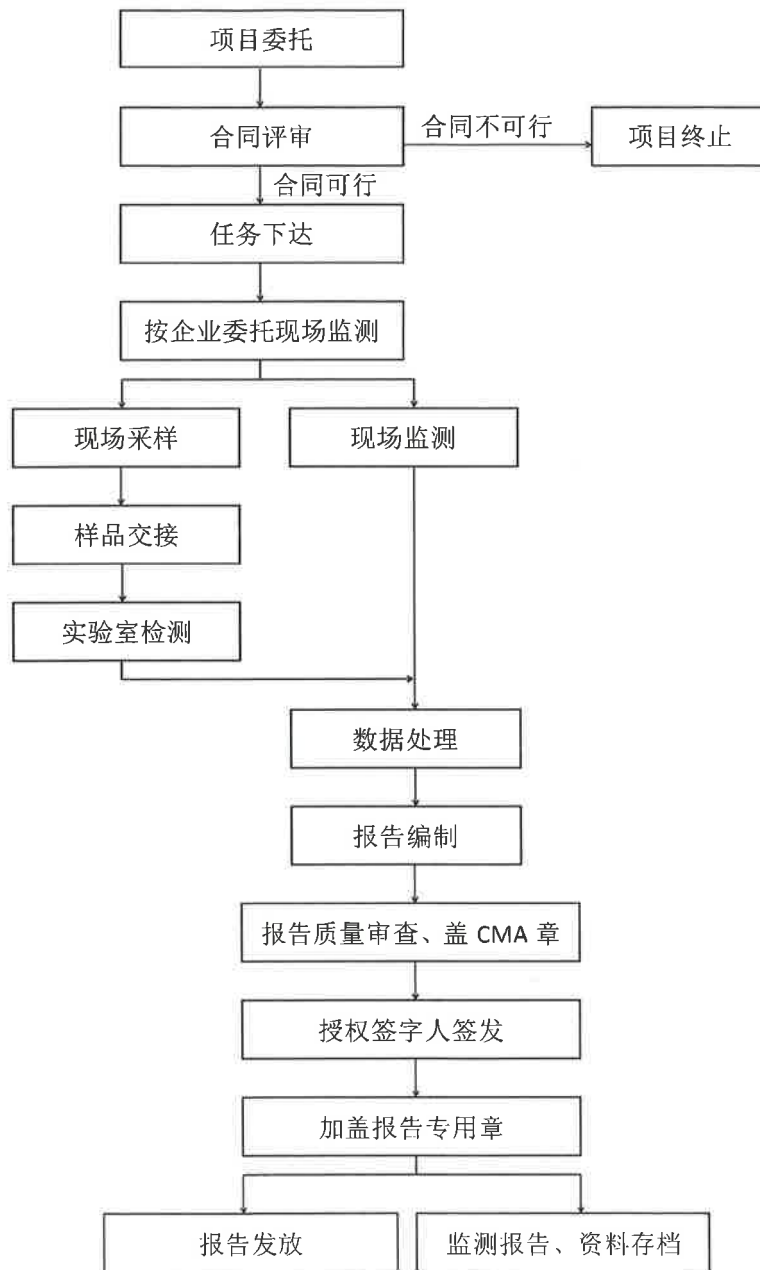 项目委托
合同评审
合同不可行
项目终止
合同可行
任务下达
按企业委托现场监测
现场采样
现场监测
样品交接
实验室检测
数据处理
报告编制
报告质量审查、盖 CMA 章
授权签字人签发
加盖报告专用章
报告发放
监测报告、资料存档